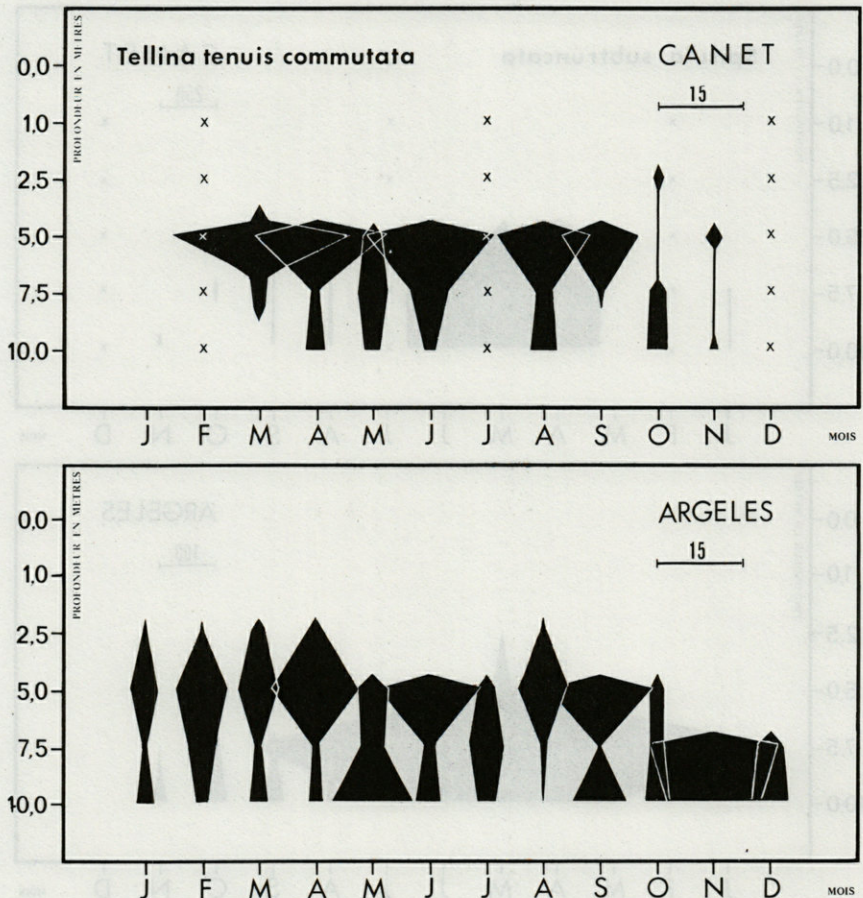 Tellina tenuis commutata
CANET
15
PROFONDEUR EN METRES
0,0
1,0
2,5
5,0
7,5
10,0
x x x
x x x
x x x
x x x
x x x
J F M A M J J A S O N D MOIS
ARGELES
15
PROFONDEUR EN METRES
0,0
1,0
2,5
5,0
7,5
10,0
J F M A M J J A S O N D MOIS